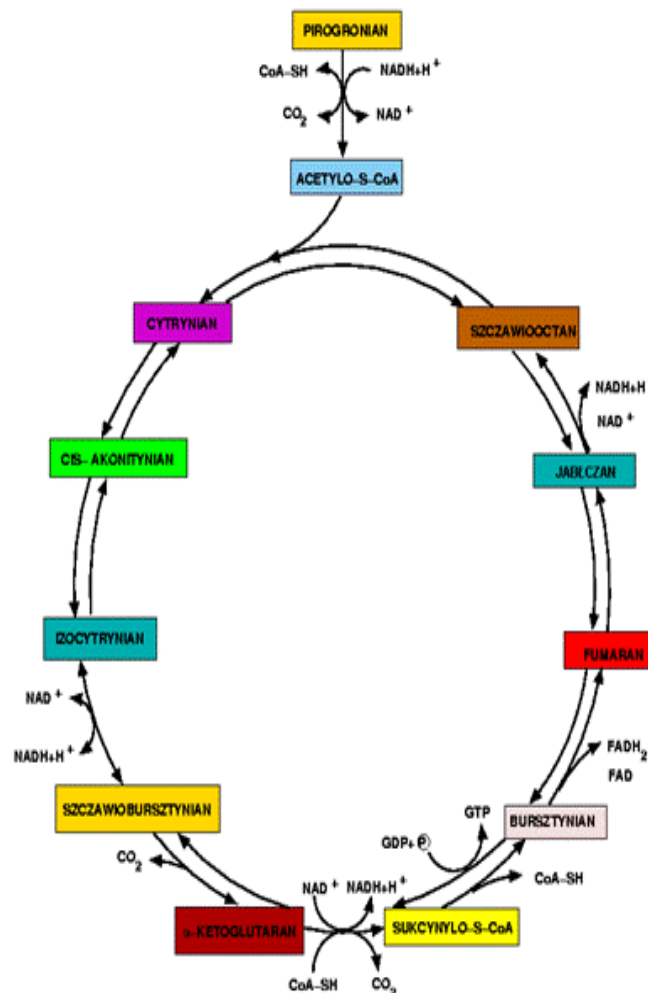 PIROGRONIAN
CoA–SH NADH+H⁺
CO₂ NAD⁺
ACETYLO–S–CoA
CYTRYNIAN
SZCZAWIOOCTAN
NADH+H
NAD⁺
CIS– AKONITYNIAN
JABŁCZAN
IZOCYTRYNIAN
FUMARAN
NAD⁺
NADH+H⁺
FADH₂
FAD
SZCZAWIOBURSZTYNIAN
GTP
BURSZTYNIAN
GDP+ P
CO₂
NAD⁺ NADH+H⁺
CoA–SH
α–KETOGLUTARAN
SUKCYNYLO–S–CoA
CoA–SH CO₂